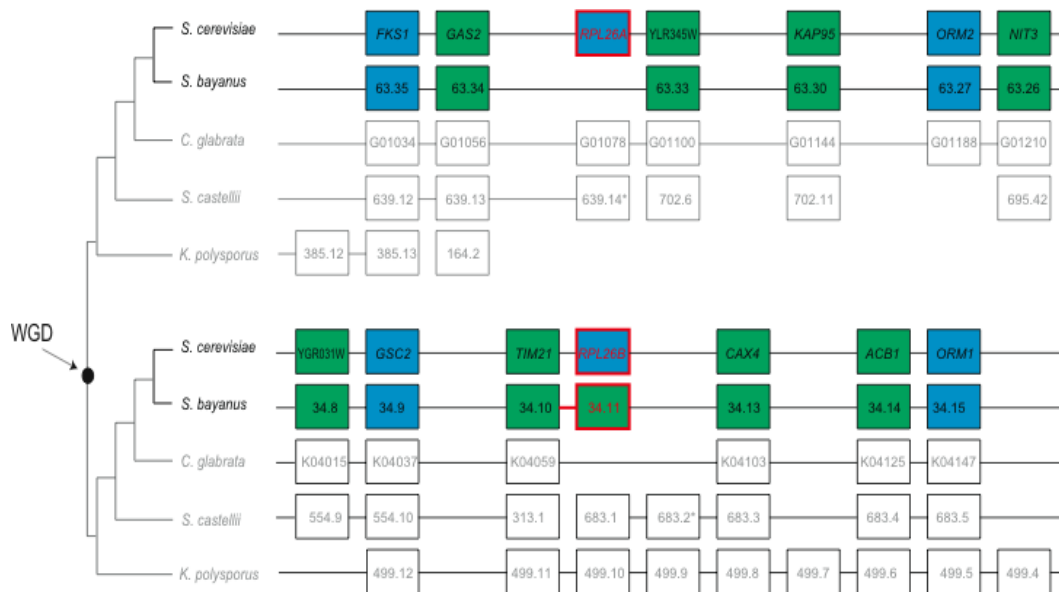 S. cerevisiae FKS1 GAS2 RPL26A YLR345W KAP95 ORM2 NIT3
S. bayanus 63.35 63.34 63.33 63.30 63.27 63.26
C. glabrata G01034 G01056 G01078 G01100 G01144 G01188 G01210
S. castellii 639.12 639.13 639.14* 702.6 702.11 695.42
K. polysporus 385.12 385.13 164.2
WGD
S. cerevisiae YGR031W GSC2 TIM21 RPL26B CAX4 ACB1 ORM1
S. bayanus 34.8 34.9 34.10 34.11 34.13 34.14 34.15
C. glabrata K04015 K04037 K04059 K04103 K04125 K04147
S. castellii 554.9 554.10 313.1 683.1 683.2* 683.3 683.4 683.5
K. polysporus 499.12 499.11 499.10 499.9 499.8 499.7 499.6 499.5 499.4